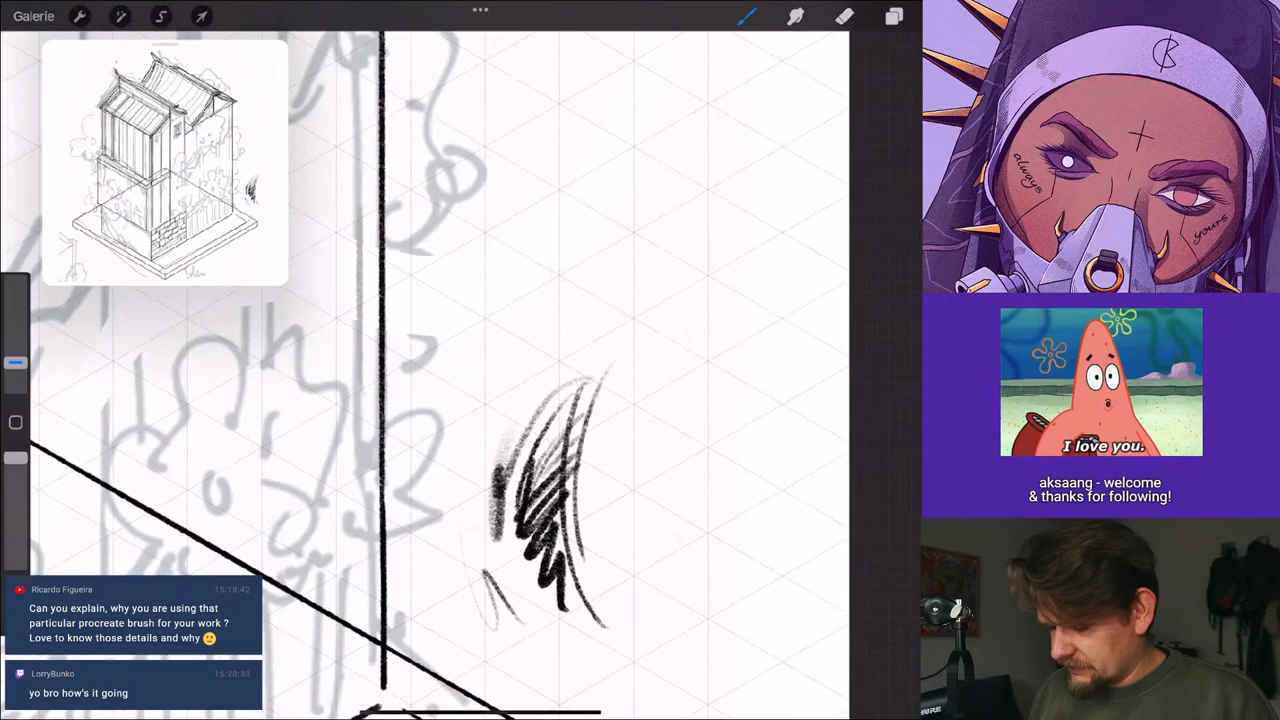 Galerie
always
yours
I love you.
aksaang - welcome
& thanks for following!
Ricardo Figueira 15:18:42
Can you explain, why you are using that
particular procreate brush for your work ?
Love to know those details and why 🙂
LorryBunko 15:20:33
yo bro how's it going
SHURE